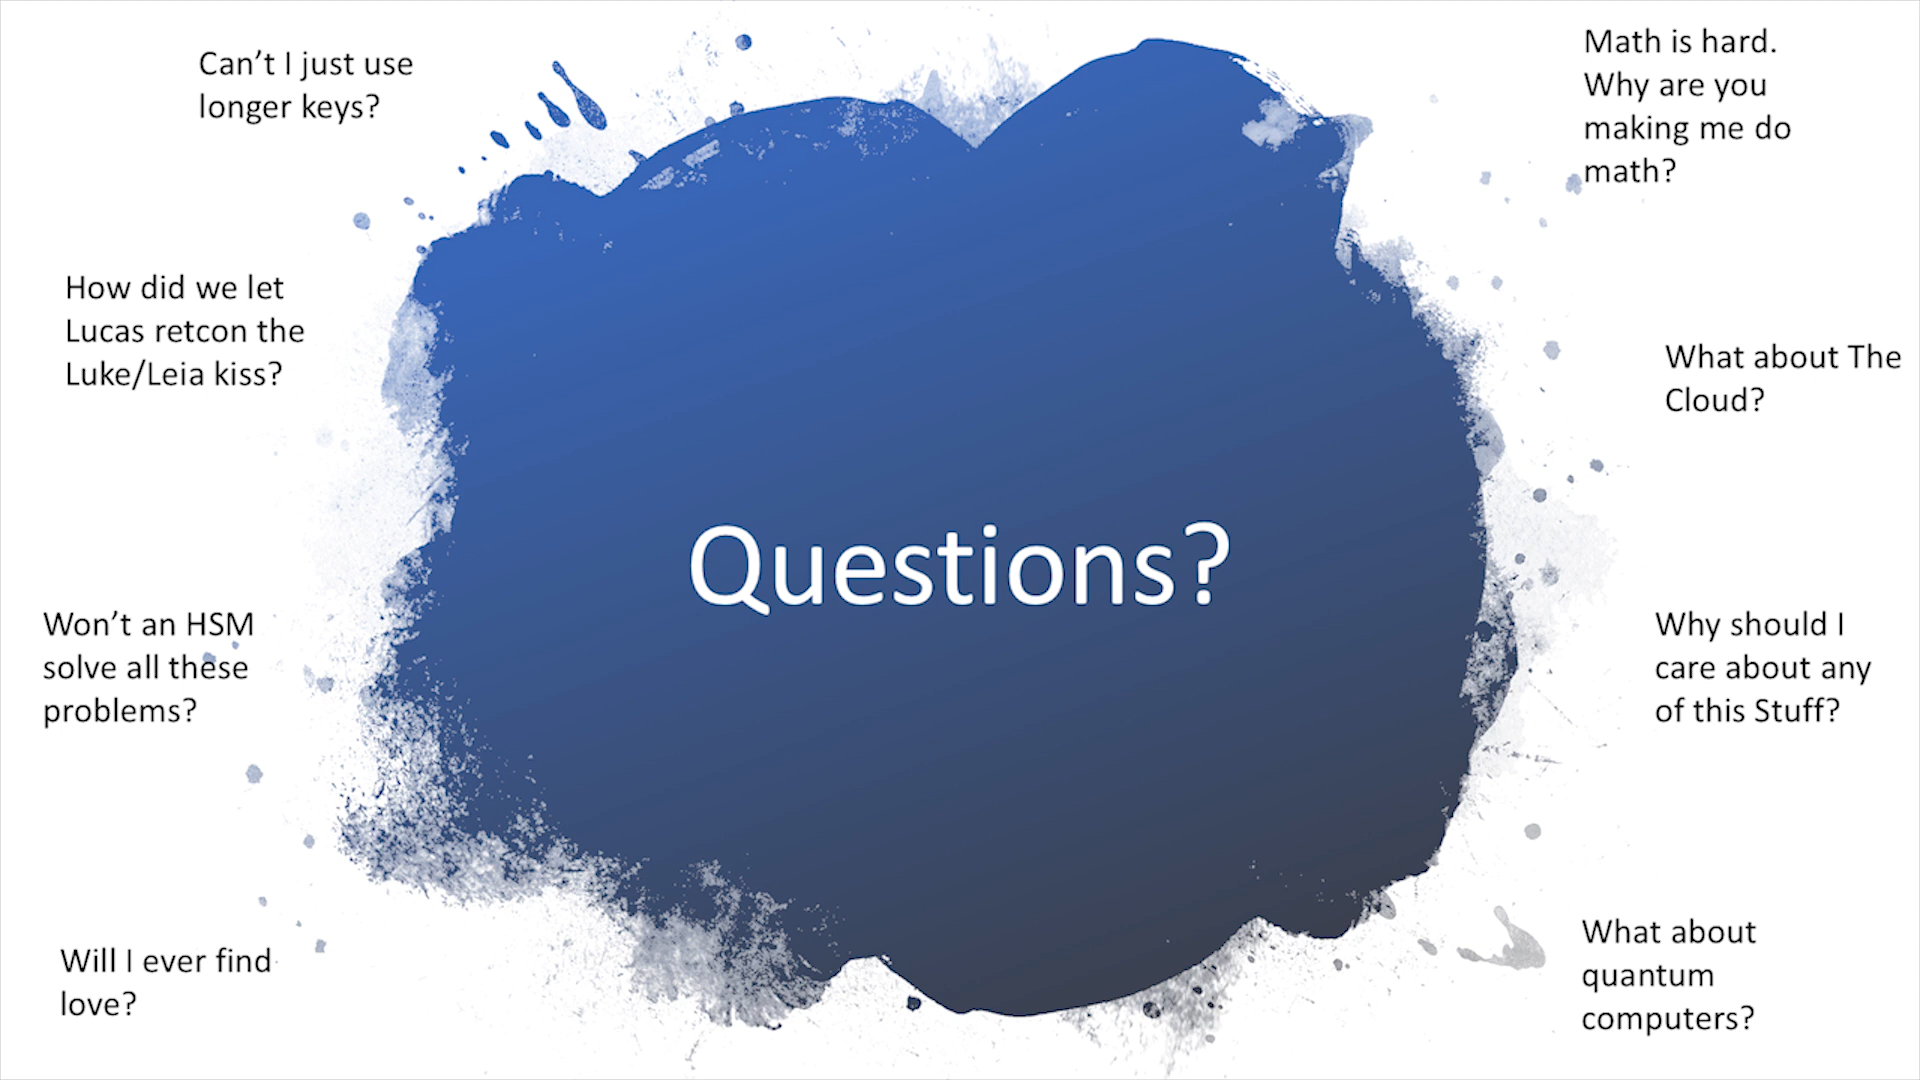 Can’t I just use
longer keys?
Math is hard.
Why are you
making me do
math?
How did we let
Lucas retcon the
Luke/Leia kiss?
What about The
Cloud?
Questions?
Won’t an HSM
solve all these
problems?
Why should I
care about any
of this Stuff?
Will I ever find
love?
What about
quantum
computers?